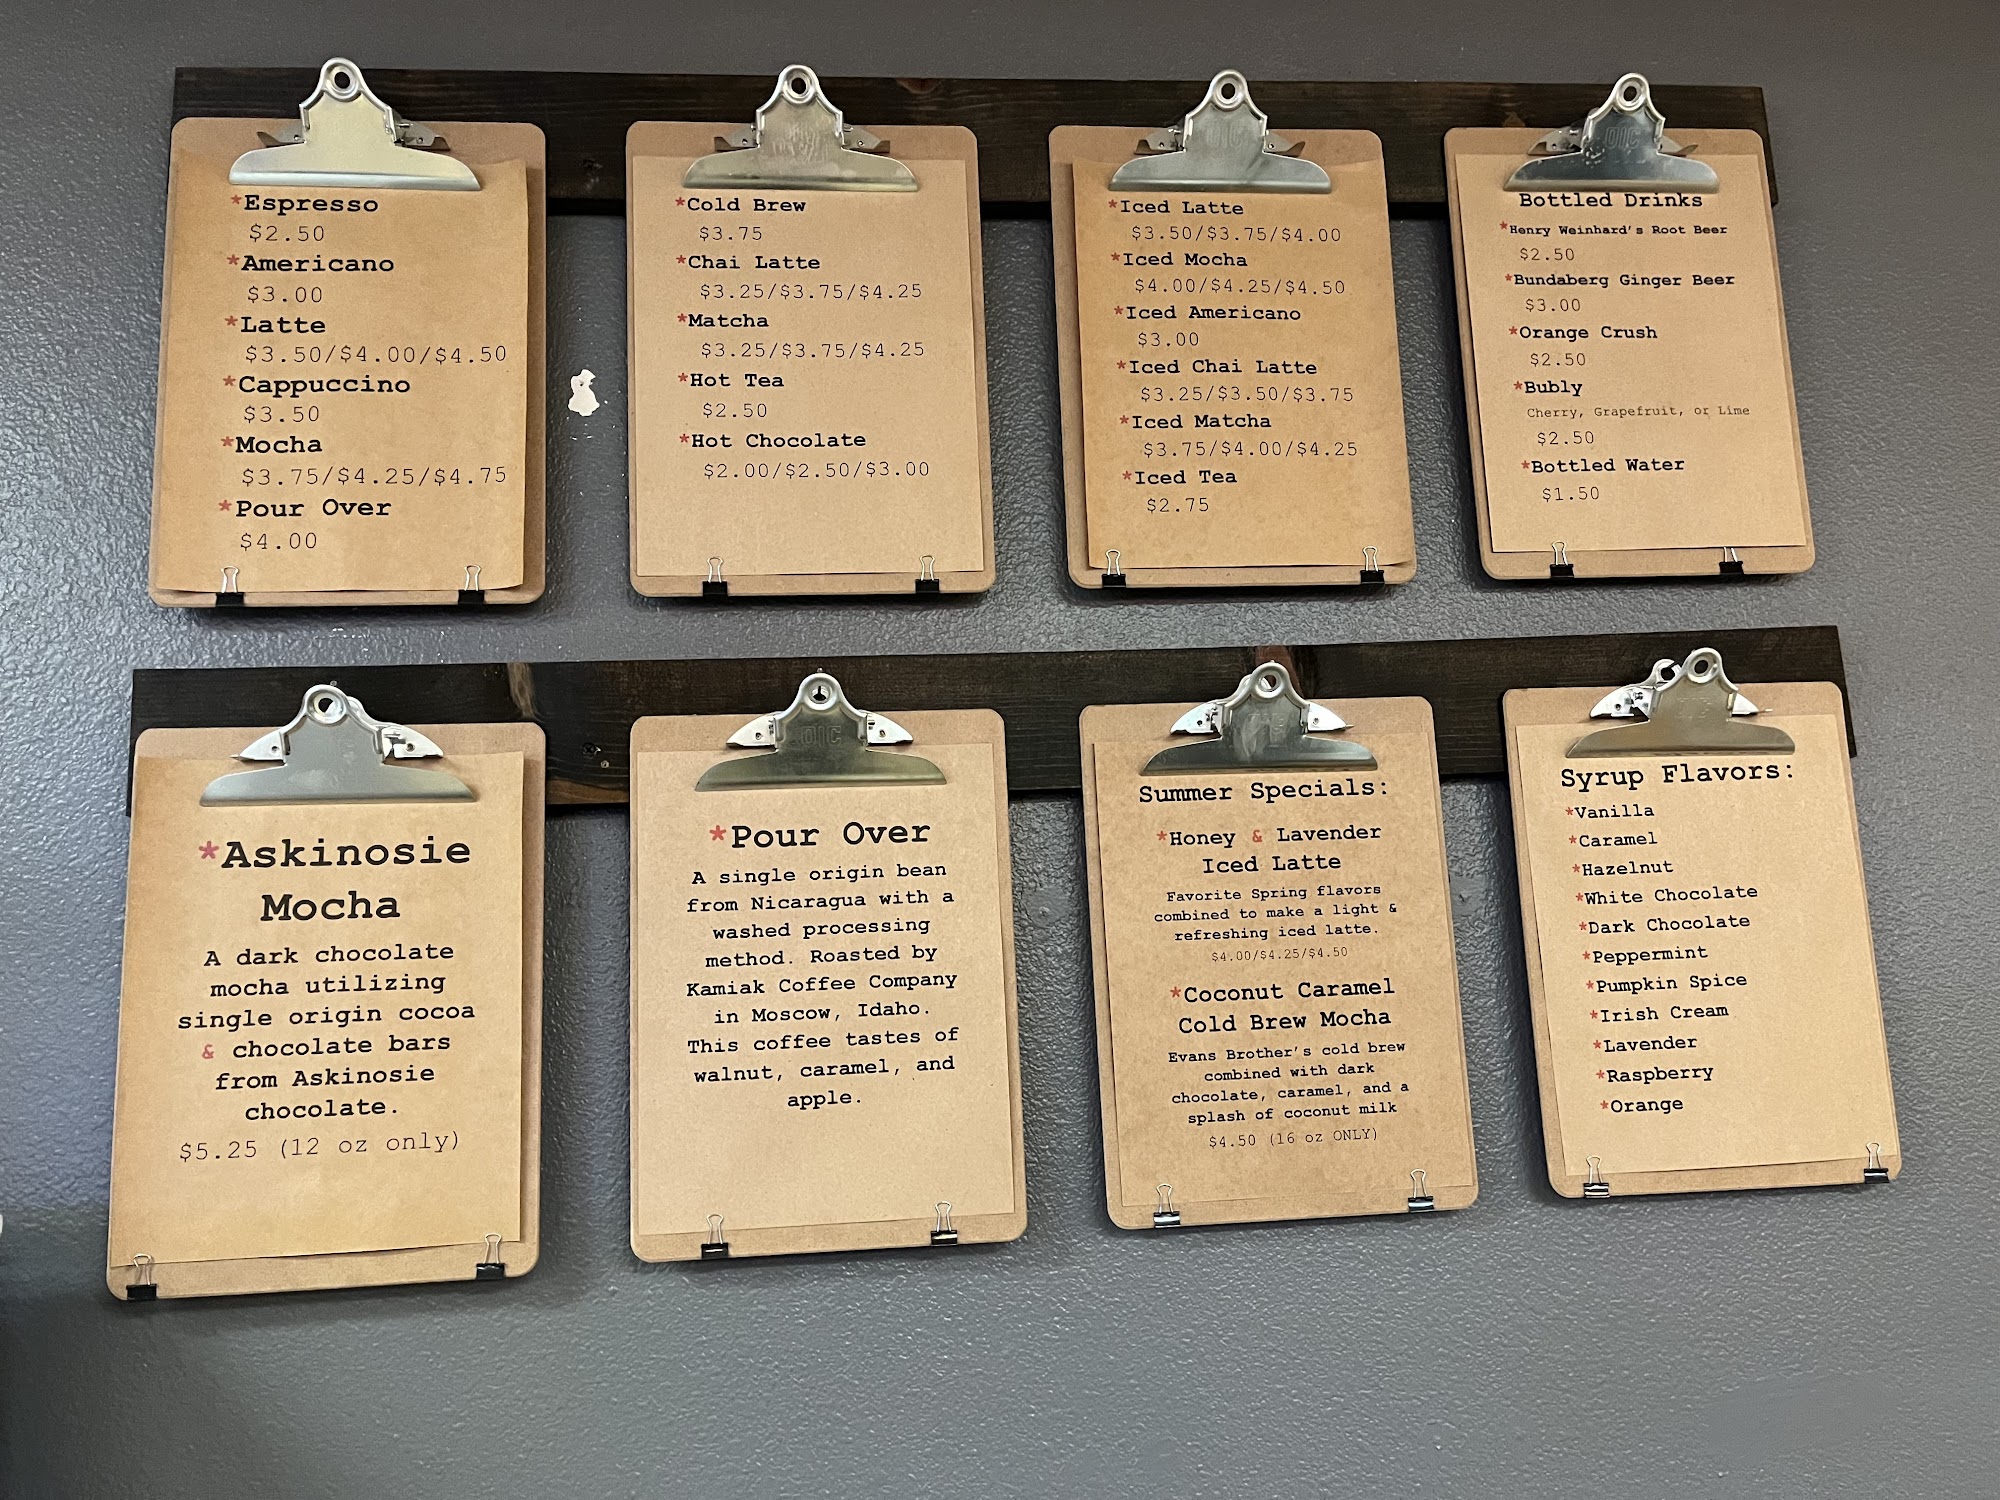 *Espresso
$2.50
*Americano
$3.00
*Latte
$3.50/$4.00/$4.50
*Cappuccino
$3.50
*Mocha
$3.75/$4.25/$4.75
*Pour Over
$4.00
*Cold Brew
$3.75
*Chai Latte
$3.25/$3.75/$4.25
*Matcha
$3.25/$3.75/$4.25
*Hot Tea
$2.50
*Hot Chocolate
$2.00/$2.50/$3.00
OIC
*Iced Latte
$3.50/$3.75/$4.00
*Iced Mocha
$4.00/$4.25/$4.50
*Iced Americano
$3.00
*Iced Chai Latte
$3.25/$3.50/$3.75
*Iced Matcha
$3.75/$4.00/$4.25
*Iced Tea
$2.75
OIC
Bottled Drinks
*Henry Weinhard's Root Beer
$2.50
*Bundaberg Ginger Beer
$3.00
*Orange Crush
$2.50
*Bubly
Cherry, Grapefruit, or Lime
$2.50
*Bottled Water
$1.50
*Askinosie
Mocha
A dark chocolate
mocha utilizing
single origin cocoa
& chocolate bars
from Askinosie
chocolate.
$5.25 (12 oz only)
OIC
*Pour Over
A single origin bean
from Nicaragua with a
washed processing
method. Roasted by
Kamiak Coffee Company
in Moscow, Idaho.
This coffee tastes of
walnut, caramel, and
apple.
Summer Specials:
*Honey & Lavender
Iced Latte
Favorite Spring flavors
combined to make a light &
refreshing iced latte.
$4.00/$4.25/$4.50
*Coconut Caramel
Cold Brew Mocha
Evans Brother's cold brew
combined with dark
chocolate, caramel, and a
splash of coconut milk
$4.50 (16 oz ONLY)
Syrup Flavors:
*Vanilla
*Caramel
*Hazelnut
*White Chocolate
*Dark Chocolate
*Peppermint
*Pumpkin Spice
*Irish Cream
*Lavender
*Raspberry
*Orange